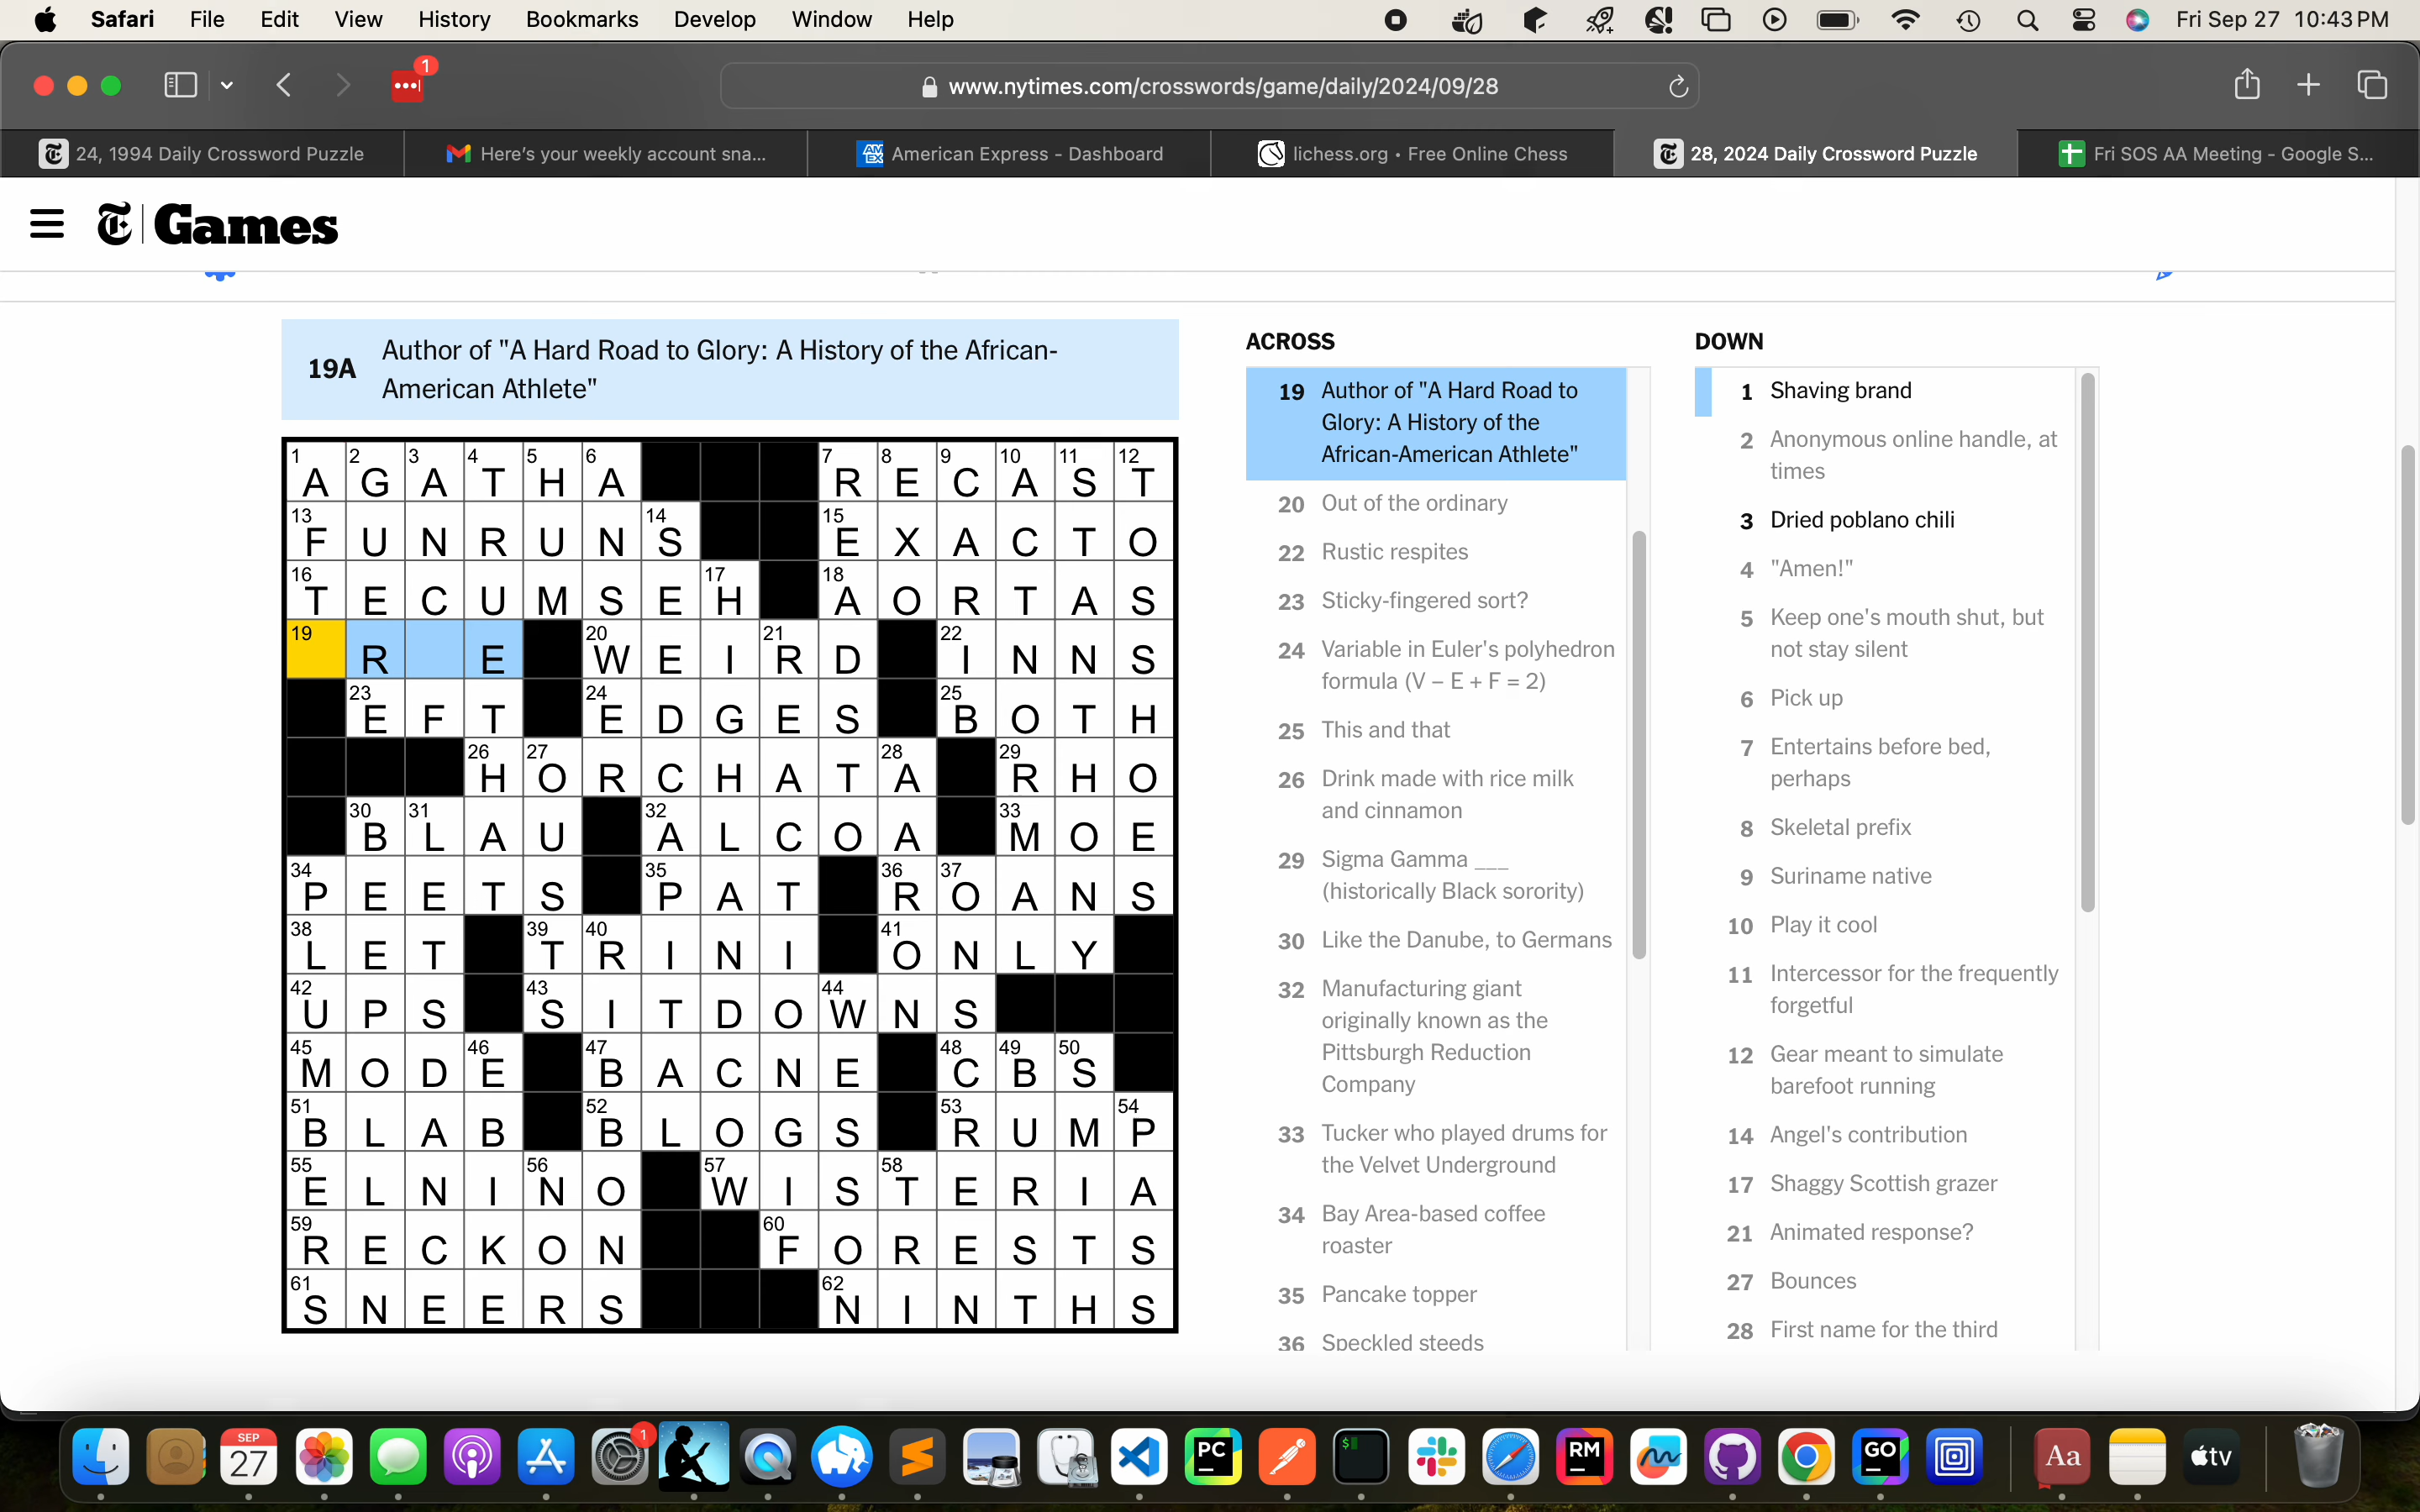 Safari File Edit View History Bookmarks Develop Window Help Fri Sep 27 10:43 PM
1
www.nytimes.com/crosswords/game/daily/2024/09/28
24, 1994 Daily Crossword Puzzle
Here's your weekly account sna...
American Express - Dashboard
lichess.org • Free Online Chess
28, 2024 Daily Crossword Puzzle
Fri SOS AA Meeting - Google S...
Games
19A
Author of "A Hard Road to Glory: A History of the African-
American Athlete"
1 2 3 4 5 6 7 8 9 10 11 12
A G A T H A R E C A S T
13 14 15
F U N R U N S E X A C T O
16 17 18
T E C U M S E H A O R T A S
19 20 21 22
R E W E I R D I N N S
23 24 25
E F T E D G E S B O T H
26 27 28 29
H O R C H A T A R H O
30 31 32 33
B L A U A L C O A M O E
34 35 36 37
P E E T S P A T R O A N S
38 39 40 41
L E T T R I N I O N L Y
42 43 44
U P S S I T D O W N S
45 46 47 48 49 50
M O D E B A C N E C B S
51 52 53 54
B L A B B L O G S R U M P
55 56 57 58
E L N I N O W I S T E R I A
59 60
R E C K O N F O R E S T S
61 62
S N E E R S N I N T H S
ACROSS
19 Author of "A Hard Road to
Glory: A History of the
African-American Athlete"
20 Out of the ordinary
22 Rustic respites
23 Sticky-fingered sort?
24 Variable in Euler's polyhedron
formula (V – E + F = 2)
25 This and that
26 Drink made with rice milk
and cinnamon
29 Sigma Gamma ___
(historically Black sorority)
30 Like the Danube, to Germans
32 Manufacturing giant
originally known as the
Pittsburgh Reduction
Company
33 Tucker who played drums for
the Velvet Underground
34 Bay Area-based coffee
roaster
35 Pancake topper
36 Speckled steeds
DOWN
1 Shaving brand
2 Anonymous online handle, at
times
3 Dried poblano chili
4 "Amen!"
5 Keep one's mouth shut, but
not stay silent
6 Pick up
7 Entertains before bed,
perhaps
8 Skeletal prefix
9 Suriname native
10 Play it cool
11 Intercessor for the frequently
forgetful
12 Gear meant to simulate
barefoot running
14 Angel's contribution
17 Shaggy Scottish grazer
21 Animated response?
27 Bounces
28 First name for the third
SEP
27
1
PC
$
RM
GO
Aa
tv